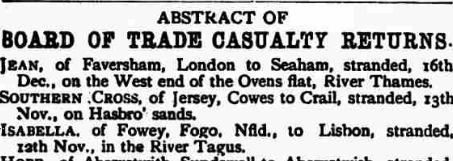 ABSTRACT OF
BOARD OF TRADE CASUALTY RETURNS.
JEAN, of Faversham, London to Seaham, stranded, 16th
Dec., on the West end of the Ovens flat, River Thames.
SOUTHERN CROSS, of Jersey, Cowes to Crail, stranded, 13th
Nov., on Hasbro' sands.
ISABELLA, of Fowey, Fogo, Nfld., to Lisbon, stranded,
12th Nov., in the River Tagus.